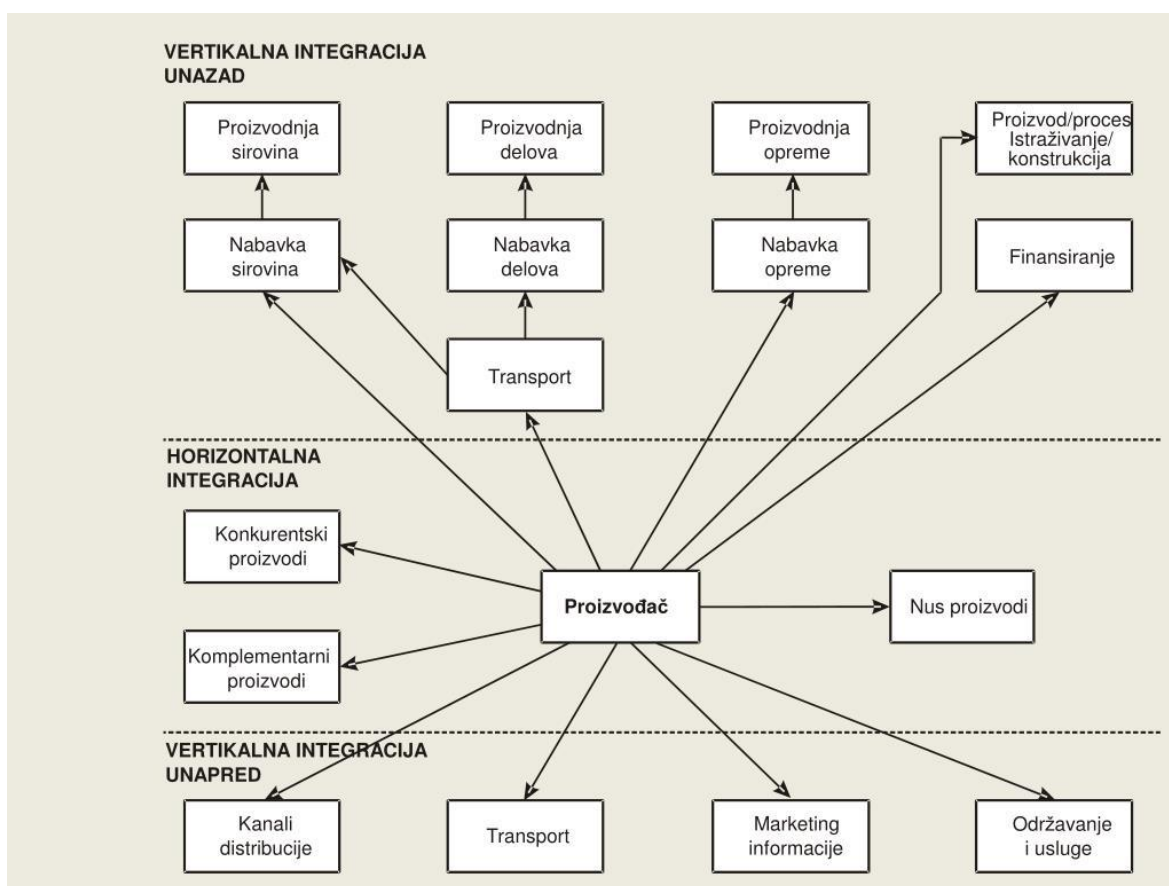 VERTIKALNA INTEGRACIJA
UNAZAD
Proizvodnja
sirovina
Proizvodnja
delova
Proizvodnja
opreme
Proizvod/proces
Istraživanje/
konstrukcija
Nabavka
sirovina
Nabavka
delova
Nabavka
opreme
Finansiranje
Transport
HORIZONTALNA
INTEGRACIJA
Konkurentski
proizvodi
Proizvođač
Nus proizvodi
Komplementarni
proizvodi
VERTIKALNA INTEGRACIJA
UNAPRED
Kanali
distribucije
Transport
Marketing
informacije
Održavanje
i usluge